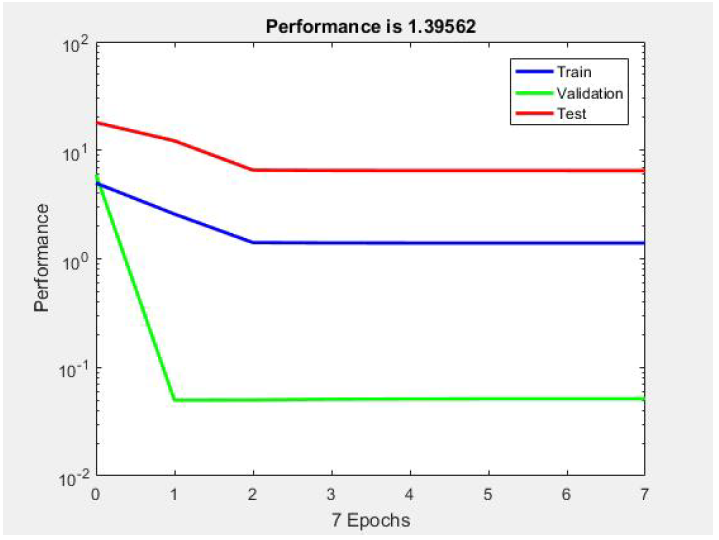 Performance is 1.39562
10^2
10^1
10^0
10^-1
10^-2
Performance
Train
Validation
Test
0 1 2 3 4 5 6 7
7 Epochs